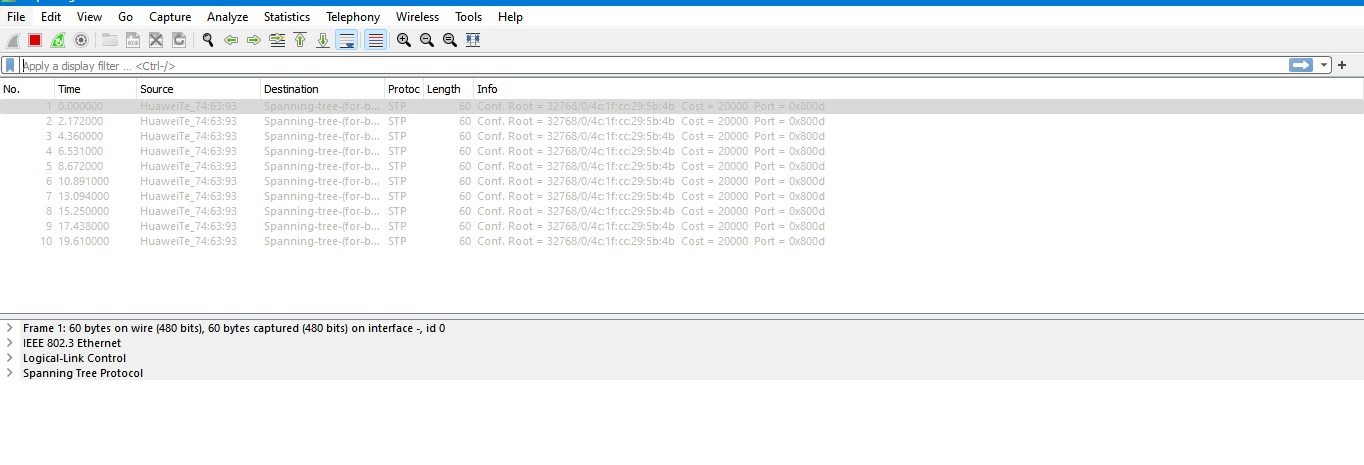 File Edit View Go Capture Analyze Statistics Telephony Wireless Tools Help
Apply a display filter ... <Ctrl-/>
No. Time Source Destination Protoc Length Info
1 0.000000 HuaweiTe_74:63:93 Spanning-tree-(for-b... STP 60 Conf. Root = 32768/0/4c:1f:cc:29:5b:4b Cost = 20000 Port = 0x800d
2 2.172000 HuaweiTe_74:63:93 Spanning-tree-(for-b... STP 60 Conf. Root = 32768/0/4c:1f:cc:29:5b:4b Cost = 20000 Port = 0x800d
3 4.360000 HuaweiTe_74:63:93 Spanning-tree-(for-b... STP 60 Conf. Root = 32768/0/4c:1f:cc:29:5b:4b Cost = 20000 Port = 0x800d
4 6.531000 HuaweiTe_74:63:93 Spanning-tree-(for-b... STP 60 Conf. Root = 32768/0/4c:1f:cc:29:5b:4b Cost = 20000 Port = 0x800d
5 8.672000 HuaweiTe_74:63:93 Spanning-tree-(for-b... STP 60 Conf. Root = 32768/0/4c:1f:cc:29:5b:4b Cost = 20000 Port = 0x800d
6 10.891000 HuaweiTe_74:63:93 Spanning-tree-(for-b... STP 60 Conf. Root = 32768/0/4c:1f:cc:29:5b:4b Cost = 20000 Port = 0x800d
7 13.094000 HuaweiTe_74:63:93 Spanning-tree-(for-b... STP 60 Conf. Root = 32768/0/4c:1f:cc:29:5b:4b Cost = 20000 Port = 0x800d
8 15.250000 HuaweiTe_74:63:93 Spanning-tree-(for-b... STP 60 Conf. Root = 32768/0/4c:1f:cc:29:5b:4b Cost = 20000 Port = 0x800d
9 17.438000 HuaweiTe_74:63:93 Spanning-tree-(for-b... STP 60 Conf. Root = 32768/0/4c:1f:cc:29:5b:4b Cost = 20000 Port = 0x800d
10 19.610000 HuaweiTe_74:63:93 Spanning-tree-(for-b... STP 60 Conf. Root = 32768/0/4c:1f:cc:29:5b:4b Cost = 20000 Port = 0x800d
Frame 1: 60 bytes on wire (480 bits), 60 bytes captured (480 bits) on interface -, id 0
IEEE 802.3 Ethernet
Logical-Link Control
Spanning Tree Protocol